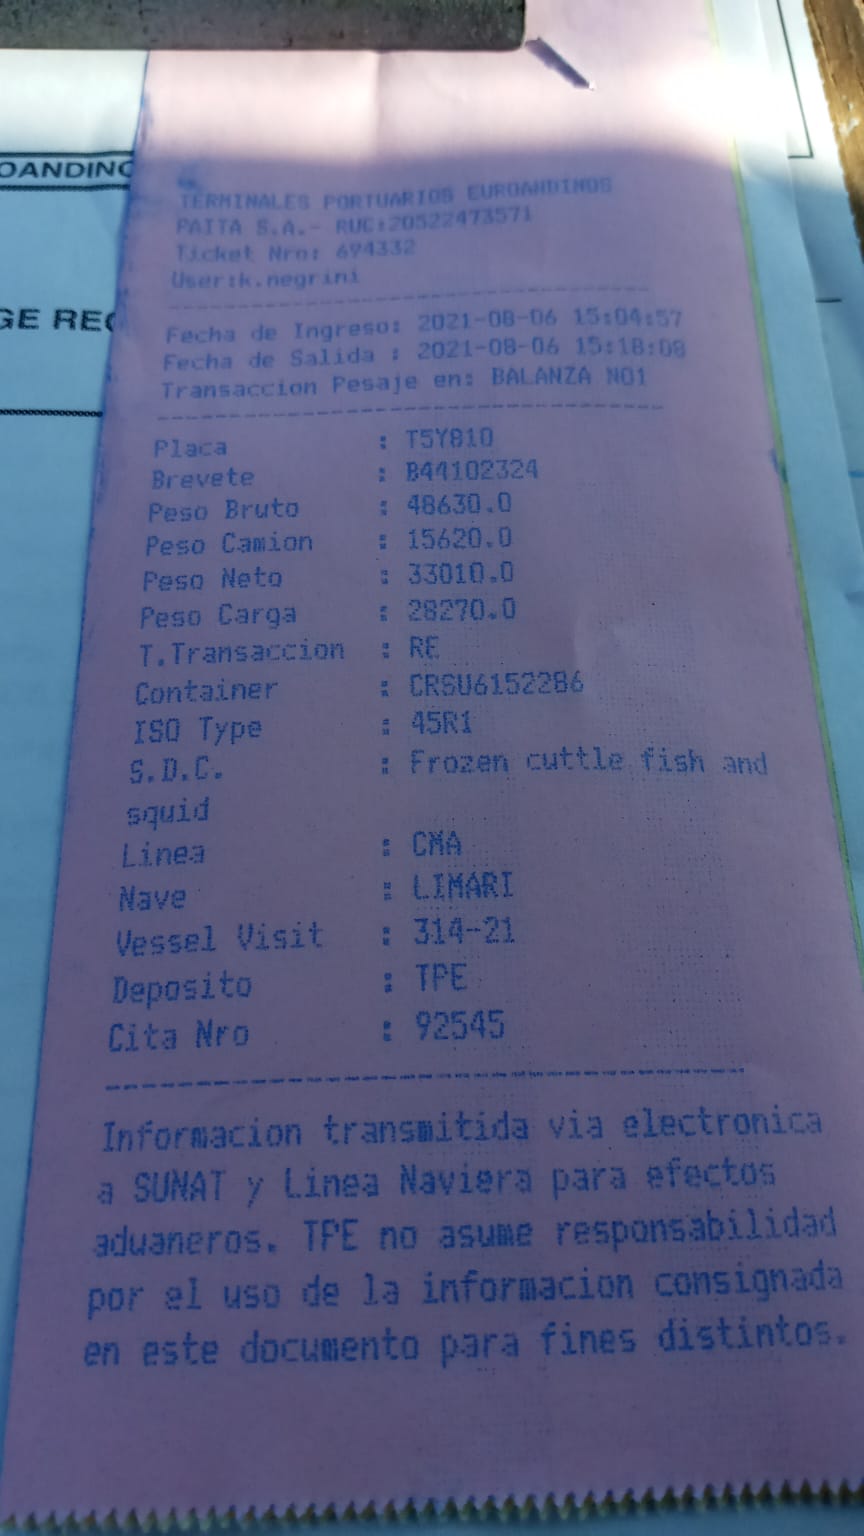 OANDINO
GE REC
TERMINALES PORTUARIOS EUROANDINOS
PAITA S.A.- RUC:20522473571
Ticket Nro: 694332
User:k.negrini
Fecha de Ingreso: 2021-08-06 15:04:57
Fecha de Salida : 2021-08-06 15:18:08
Transaccion Pesaje en: BALANZA NO1
Placa : T5Y810
Brevete : B44102324
Peso Bruto : 48630.0
Peso Camion : 15620.0
Peso Neto : 33010.0
Peso Carga : 28270.0
T.Transaccion : RE
Container : CRSU6152286
ISO Type : 45R1
S.D.C. : Frozen cuttle fish and
squid
Linea : CMA
Nave : LIMARI
Vessel Visit : 314-21
Deposito : TPE
Cita Nro : 92545
Informacion transmitida via electronica
a SUNAT y Linea Naviera para efectos
aduaneros. TPE no asume responsabilidad
por el uso de la informacion consignada
en este documento para fines distintos.